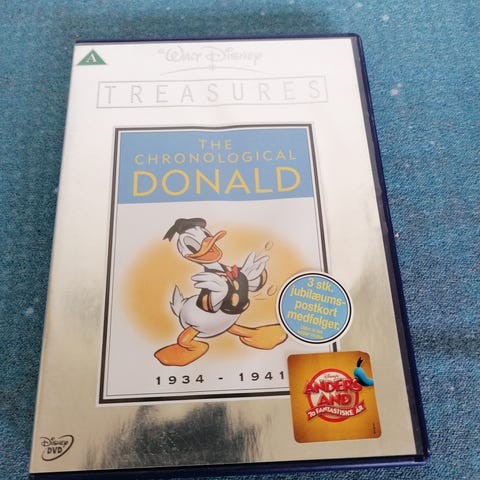 A
Walt Disney
TREASURES
THE
CHRONOLOGICAL
DONALD
1934 - 1941
3 stk.
jubilæums-
postkort
medfølger.
Disney's
ANDERS
AND
70 FANTASTISKE ÅR
Disney
DVD